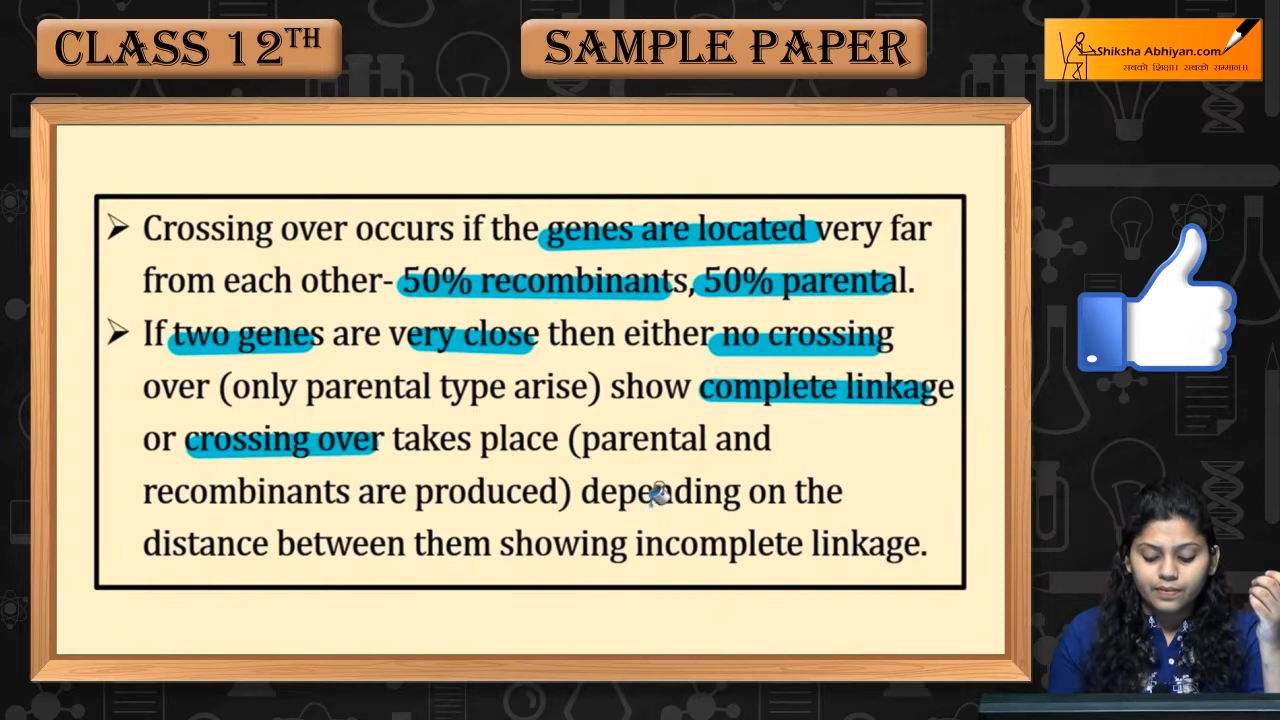 CLASS 12TH
SAMPLE PAPER
Shiksha Abhiyan.com
सबको शिक्षा। सबको सम्मान॥
➢ Crossing over occurs if the genes are located very far
from each other- 50% recombinants, 50% parental.
➢ If two genes are very close then either no crossing
over (only parental type arise) show complete linkage
or crossing over takes place (parental and
recombinants are produced) depending on the
distance between them showing incomplete linkage.